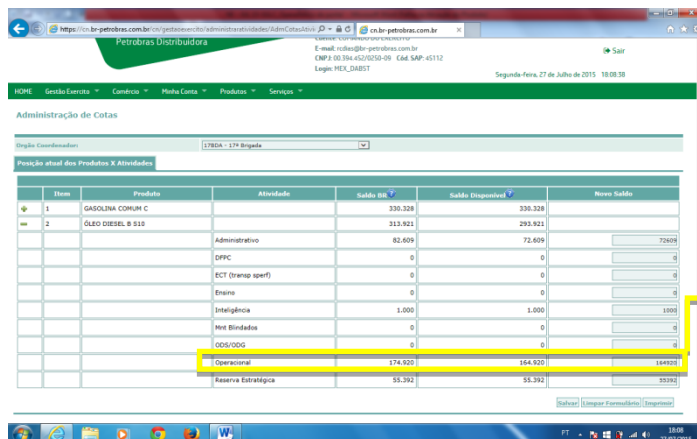 https://cn.br-petrobras.com.br/cn/gestaoexercito/administraratividades/AdmCotasAtivi
cn.br-petrobras.com.br
Petrobras Distribuidora
E-mail: rcdias@br-petrobras.com.br
CNPJ: 00.394.452/0250-09 Cód. SAP: 45112
Login: MEX_DABST
Sair
Segunda-feira, 27 de Julho de 2015 18:08:38
HOME Gestão Exercito Comércio Minha Conta Produtos Serviços
Administração de Cotas
Orgão Coordenador: 17BDA - 17ª Brigada
Posição atual dos Produtos X Atividades
Item Produto Atividade Saldo BR Saldo Disponível Novo Saldo
1 GASOLINA COMUM C 330.328 330.328
2 ÓLEO DIESEL B S10 313.921 293.921
Administrativo 82.609 72.609 72609
DFPC 0 0 0
ECT (transp sperf) 0 0 0
Ensino 0 0 0
Inteligência 1.000 1.000 1000
Mnt Blindados 0 0 0
ODS/ODG 0 0 0
Operacional 174.920 164.920 164920
Reserva Estratégica 55.392 55.392 55392
Salvar Limpar Formulário Imprimir
PT 18:08